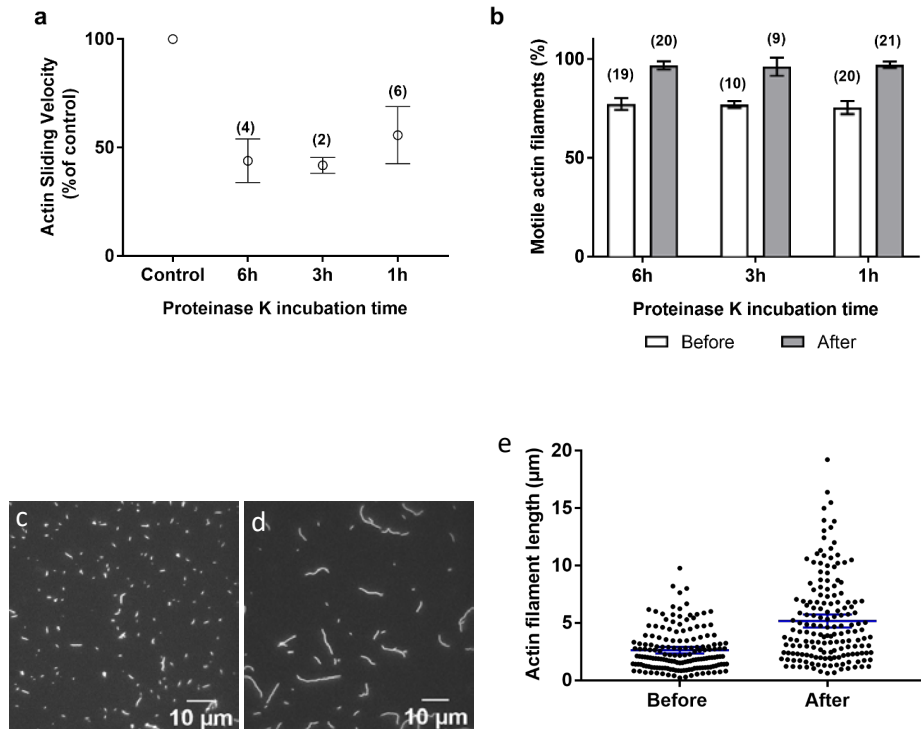 a
100
50
0
Actin Sliding Velocity
(%of control)
(4)
(2)
(6)
Control 6h 3h 1h
Proteinase K incubation time
b
100
50
0
Motile actin filaments (%)
(19)
(20)
(10)
(9)
(20)
(21)
6h 3h 1h
Proteinase K incubation time
Before After
c
10 µm
d
10 µm
e
20
15
10
5
0
Actin filament length (µm)
Before After